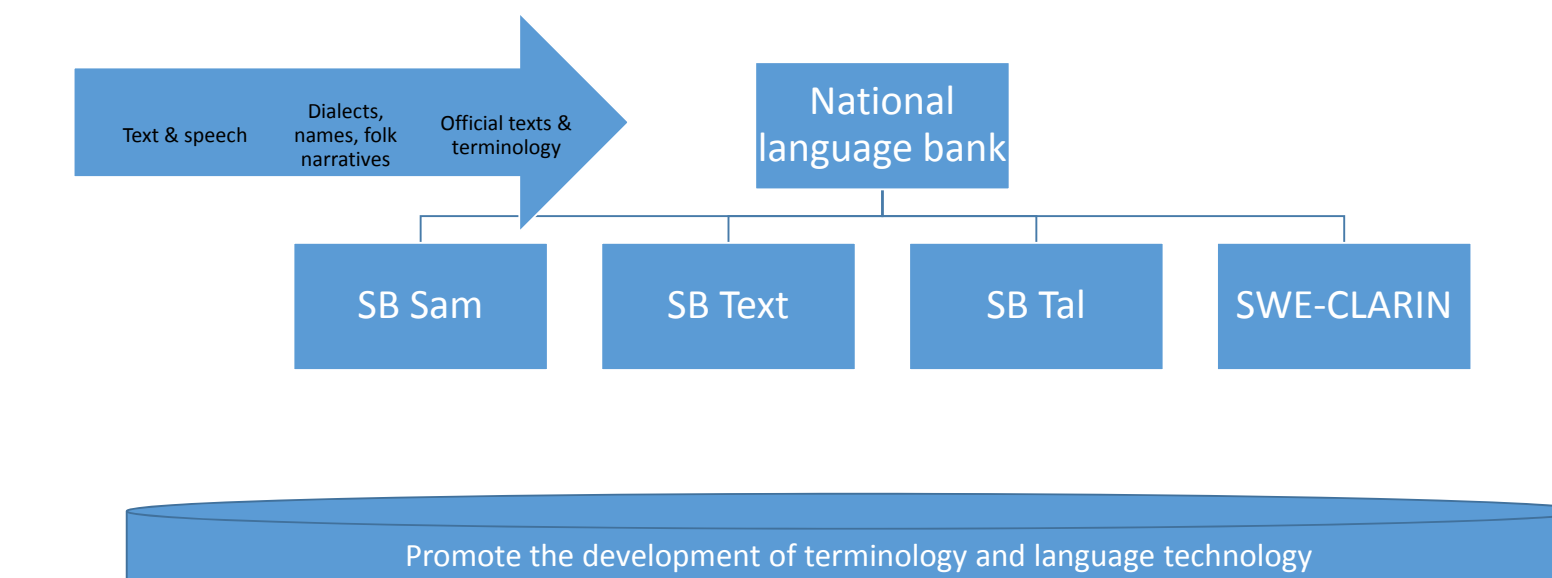 Text & speech
Dialects,
names, folk
narratives
Official texts &
terminology
National
language bank
SB Sam
SB Text
SB Tal
SWE-CLARIN
Promote the development of terminology and language technology